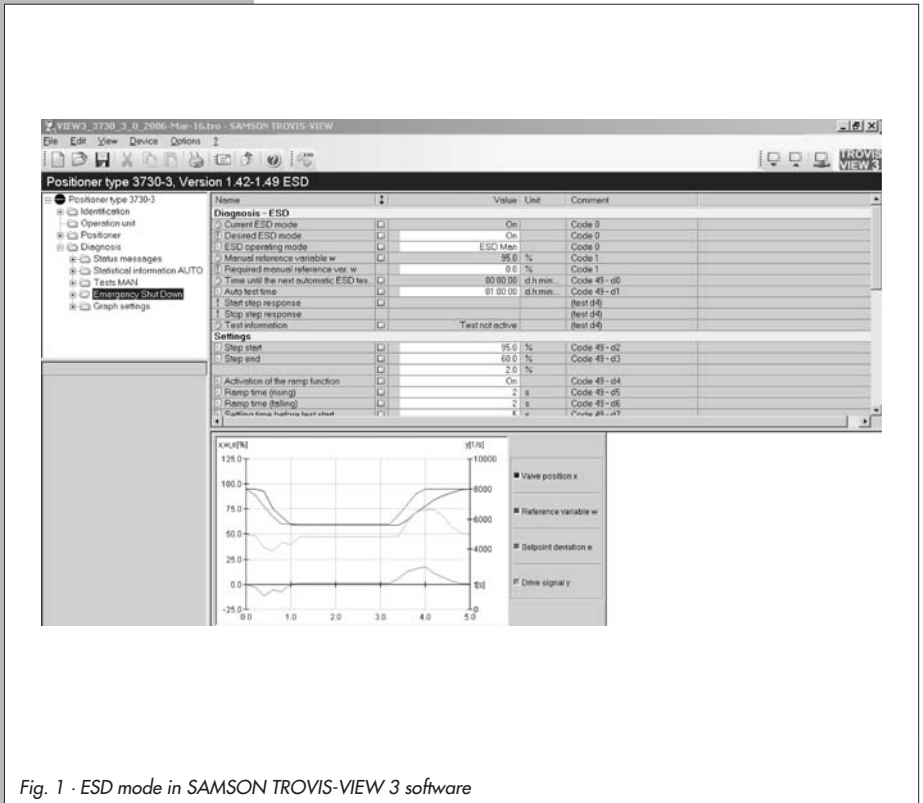 VIEW3_3730_3_0_2006-Mar-16.tro - SAMSON TROVIS-VIEW
File Edit View Device Options ?
TROVIS
VIEW 3
Positioner type 3730-3, Version 1.42-1.49 ESD
Positioner type 3730-3
Identification
Operation unit
Positioner
Diagnosis
Status messages
Statistical information AUTO
Tests MAN
Emergency Shut Down
Graph settings
Name Value Unit Comment
Diagnosis - ESD
Current ESD mode On Code 0
Desired ESD mode On Code 0
ESD operating mode ESD Man Code 0
Manual reference variable w 95.0 % Code 1
Required manual reference var. w 0.0 % Code 1
Time until the next automatic ESD tes. 00.00:00 d.h:min... Code 49 - d0
Auto test time 01.00:00 d.h:min... Code 49 - d1
! Start step response (test d4)
! Stop step response (test d4)
Test information Test not active (test d4)
Settings
Step start 95.0 % Code 49 - d2
Step end 60.0 % Code 49 - d3
2.0 %
Activation of the ramp function On Code 49 - d4
Ramp time (rising) 2 s Code 49 - d5
Ramp time (falling) 2 s Code 49 - d6
Settling time before test start 5 s Code 49 - d7
x,w,e[%] y[1/s]
125.0 10000
100.0 8000
75.0
6000
50.0
4000
25.0
0.0 t[s]
-25.0 0
0.0 1.0 2.0 3.0 4.0 5.0
Valve position x
Reference variable w
Setpoint deviation e
Drive signal y
Fig. 1 · ESD mode in SAMSON TROVIS-VIEW 3 software